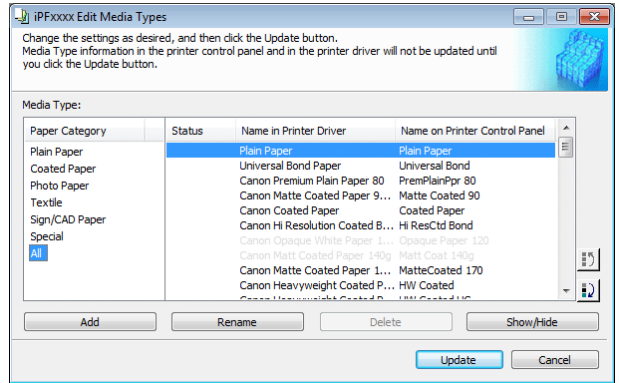 iPFxxxx Edit Media Types
Change the settings as desired, and then click the Update button.
Media Type information in the printer control panel and in the printer driver will not be updated until
you click the Update button.
Media Type:
Paper Category
Status Name in Printer Driver Name on Printer Control Panel
Plain Paper
Coated Paper
Photo Paper
Textile
Sign/CAD Paper
Special
All
Plain Paper Plain Paper
Universal Bond Paper Universal Bond
Canon Premium Plain Paper 80 PremPlainPpr 80
Canon Matte Coated Paper 9... Matte Coated 90
Canon Coated Paper Coated Paper
Canon Hi Resolution Coated B... Hi ResCtd Bond
Canon Opaque White Paper 1... Opaque Paper 120
Canon Matt Coated Paper 140g Matt Coat 140g
Canon Matte Coated Paper 1... MatteCoated 170
Canon Heavyweight Coated P... HW Coated
Add Rename Delete Show/Hide
Update Cancel